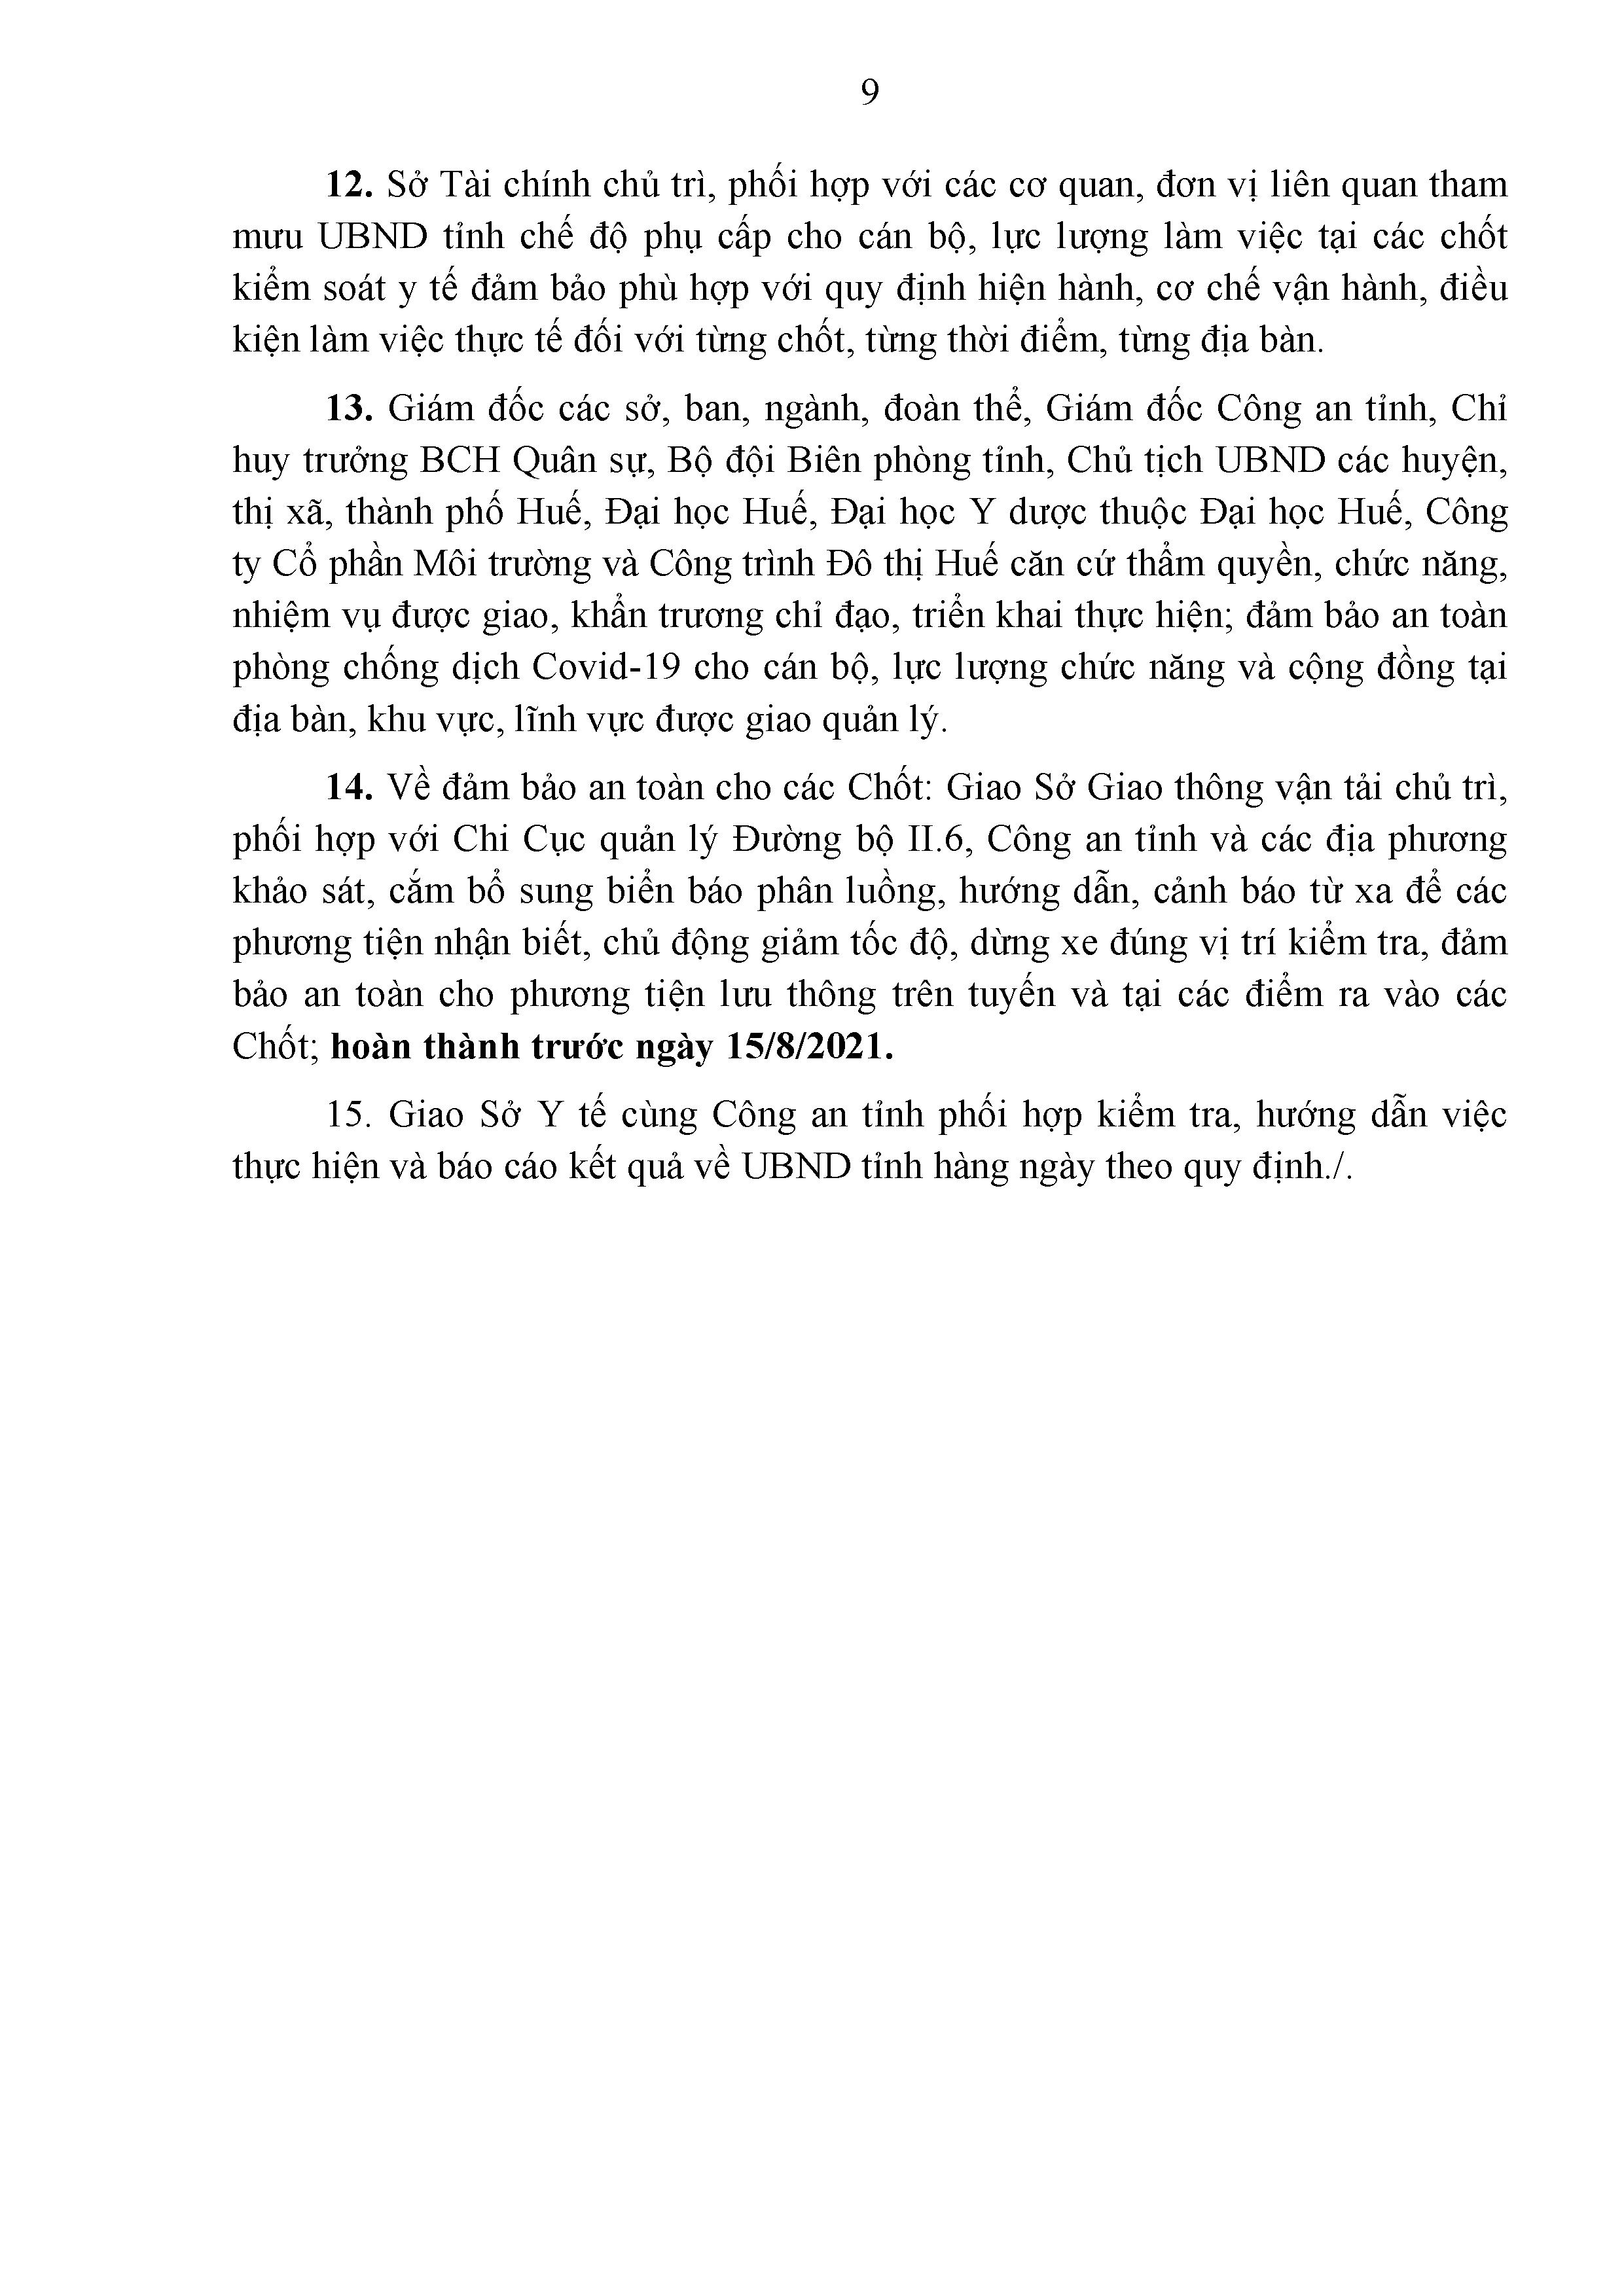 9
12. Sở Tài chính chủ trì, phối hợp với các cơ quan, đơn vị liên quan tham
mưu UBND tỉnh chế độ phụ cấp cho cán bộ, lực lượng làm việc tại các chốt
kiểm soát y tế đảm bảo phù hợp với quy định hiện hành, cơ chế vận hành, điều
kiện làm việc thực tế đối với từng chốt, từng thời điểm, từng địa bàn.
13. Giám đốc các sở, ban, ngành, đoàn thể, Giám đốc Công an tỉnh, Chỉ
huy trưởng BCH Quân sự, Bộ đội Biên phòng tỉnh, Chủ tịch UBND các huyện,
thị xã, thành phố Huế, Đại học Huế, Đại học Y dược thuộc Đại học Huế, Công
ty Cổ phần Môi trường và Công trình Đô thị Huế căn cứ thẩm quyền, chức năng,
nhiệm vụ được giao, khẩn trương chỉ đạo, triển khai thực hiện; đảm bảo an toàn
phòng chống dịch Covid-19 cho cán bộ, lực lượng chức năng và cộng đồng tại
địa bàn, khu vực, lĩnh vực được giao quản lý.
14. Về đảm bảo an toàn cho các Chốt: Giao Sở Giao thông vận tải chủ trì,
phối hợp với Chi Cục quản lý Đường bộ II.6, Công an tỉnh và các địa phương
khảo sát, cắm bổ sung biển báo phân luồng, hướng dẫn, cảnh báo từ xa để các
phương tiện nhận biết, chủ động giảm tốc độ, dừng xe đúng vị trí kiểm tra, đảm
bảo an toàn cho phương tiện lưu thông trên tuyến và tại các điểm ra vào các
Chốt; hoàn thành trước ngày 15/8/2021.
15. Giao Sở Y tế cùng Công an tỉnh phối hợp kiểm tra, hướng dẫn việc
thực hiện và báo cáo kết quả về UBND tỉnh hàng ngày theo quy định./.